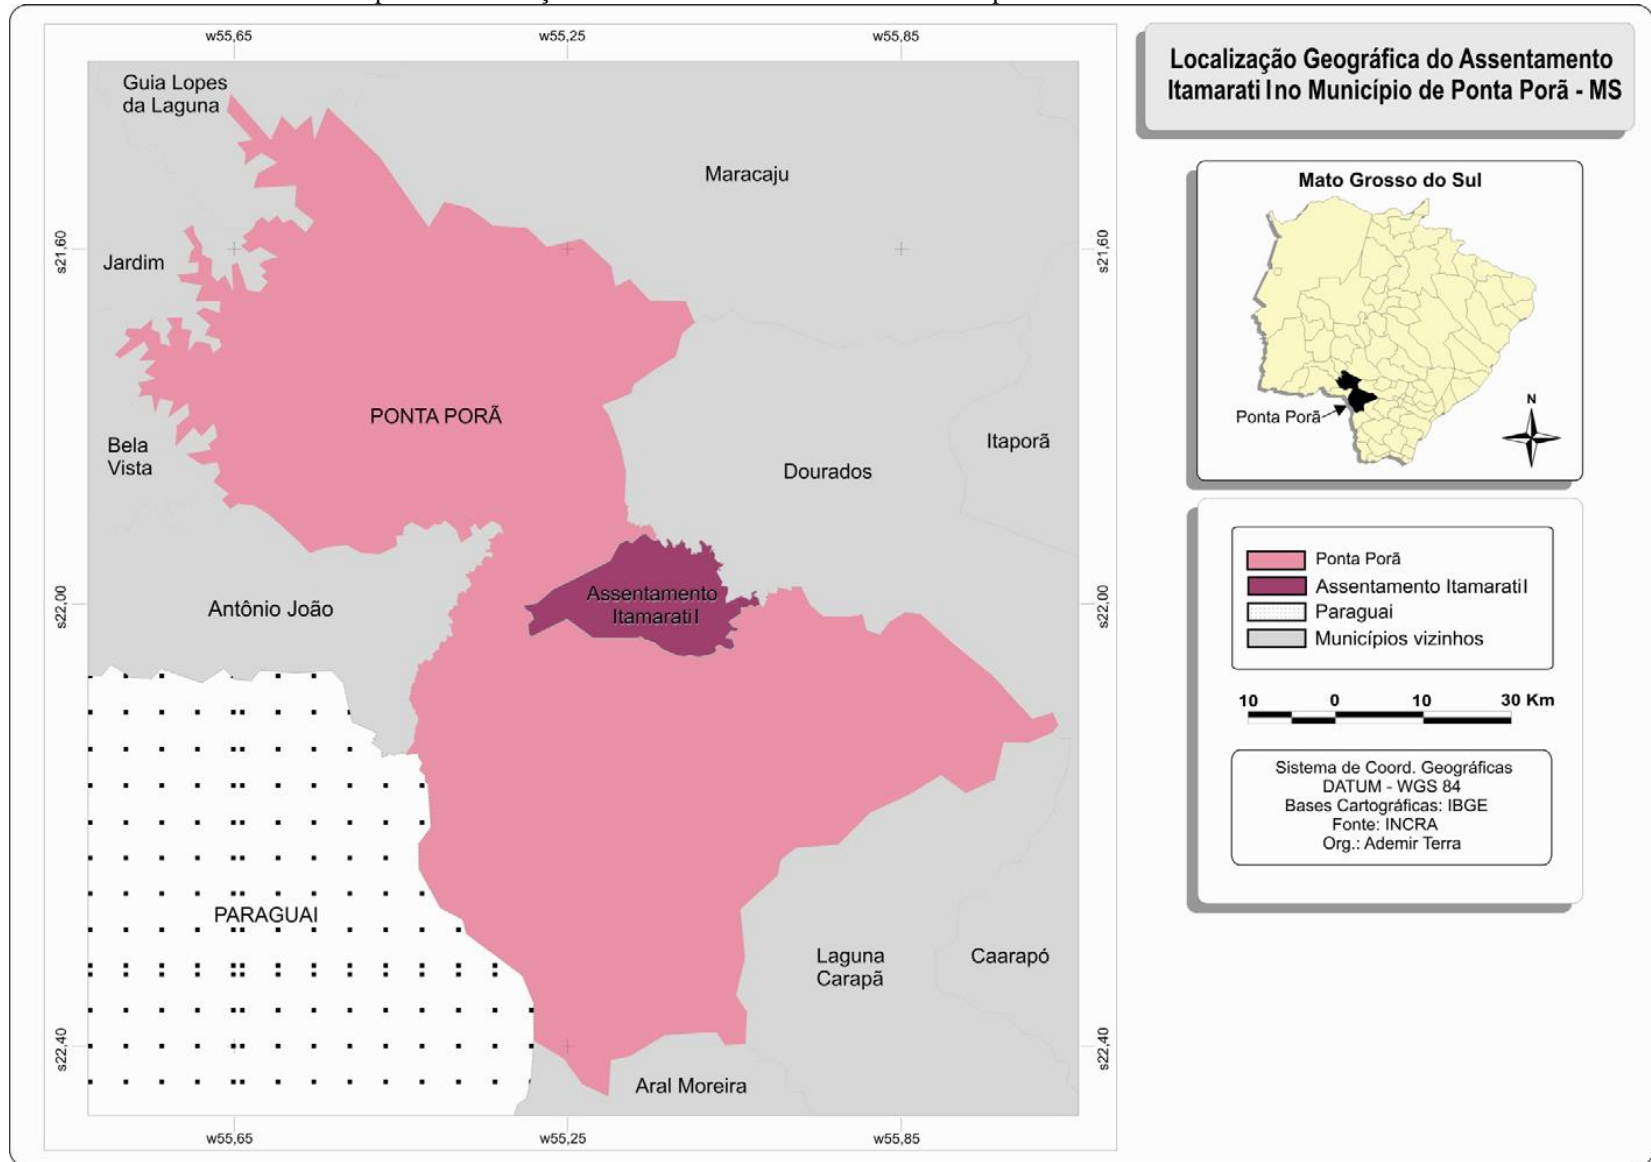 w55,65
w55,25
w55,85
Guia Lopes
da Laguna
Maracaju
s21,60
s21,60
Jardim
PONTA PORÃ
Bela
Vista
Itaporã
Dourados
Assentamento
Itamarati I
s22,00
s22,00
Antônio João
PARAGUAI
Laguna
Carapã
Caarapó
s22,40
s22,40
Aral Moreira
w55,65
w55,25
w55,85
Localização Geográfica do Assentamento
Itamarati I no Município de Ponta Porã - MS
Mato Grosso do Sul
Ponta Porã
N
Ponta Porã
Assentamento Itamarati I
Paraguai
Municípios vizinhos
10 0 10 30 Km
Sistema de Coord. Geográficas
DATUM - WGS 84
Bases Cartográficas: IBGE
Fonte: INCRA
Org.: Ademir Terra